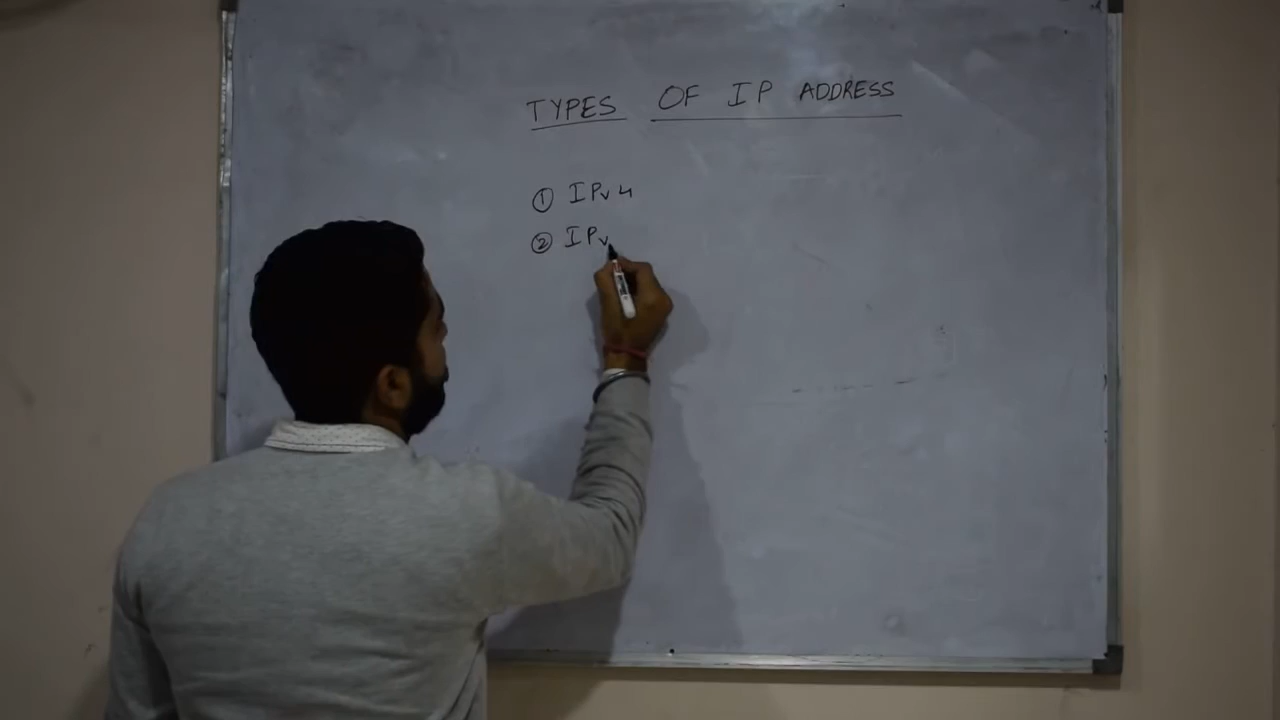 TYPES OF IP ADDRESS
① IPv4
② IPv